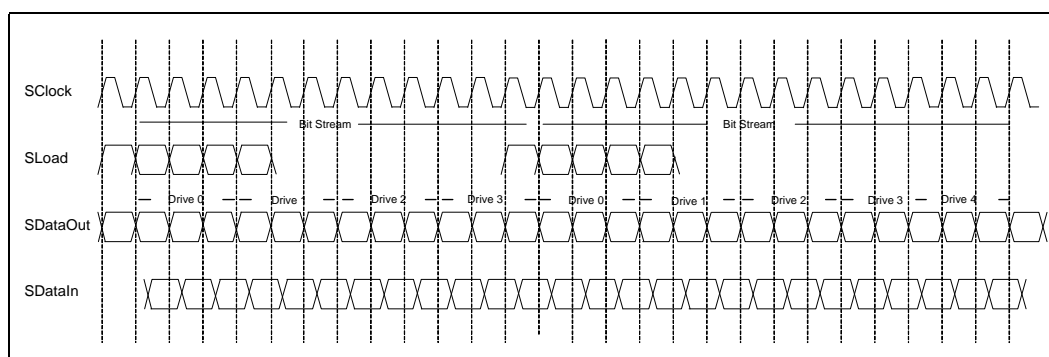 SClock
Bit Stream Bit Stream
SLoad
Drive 0 Drive 1 Drive 2 Drive 3 Drive 0 Drive 1 Drive 2 Drive 3 Drive 4
SDataOut
SDataIn